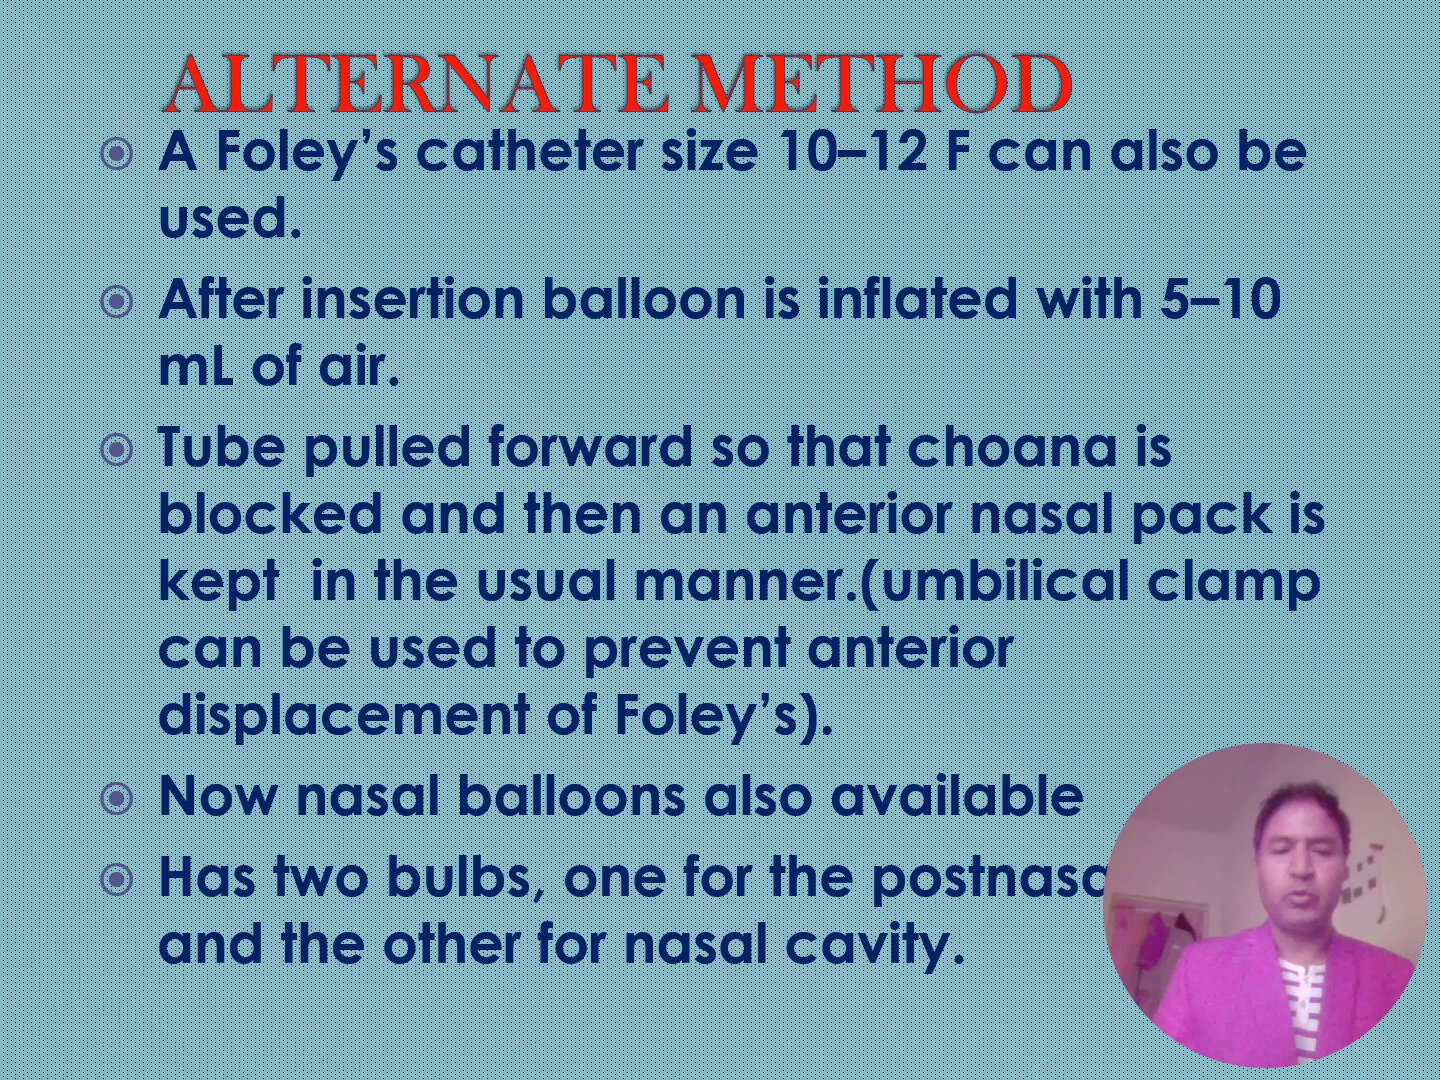 ALTERNATE METHOD
A Foley’s catheter size 10–12 F can also be
used.
After insertion balloon is inflated with 5–10
mL of air.
Tube pulled forward so that choana is
blocked and then an anterior nasal pack is
kept  in the usual manner.(umbilical clamp
can be used to prevent anterior
displacement of Foley’s).
Now nasal balloons also available
Has two bulbs, one for the
and the other for nasal cavity.